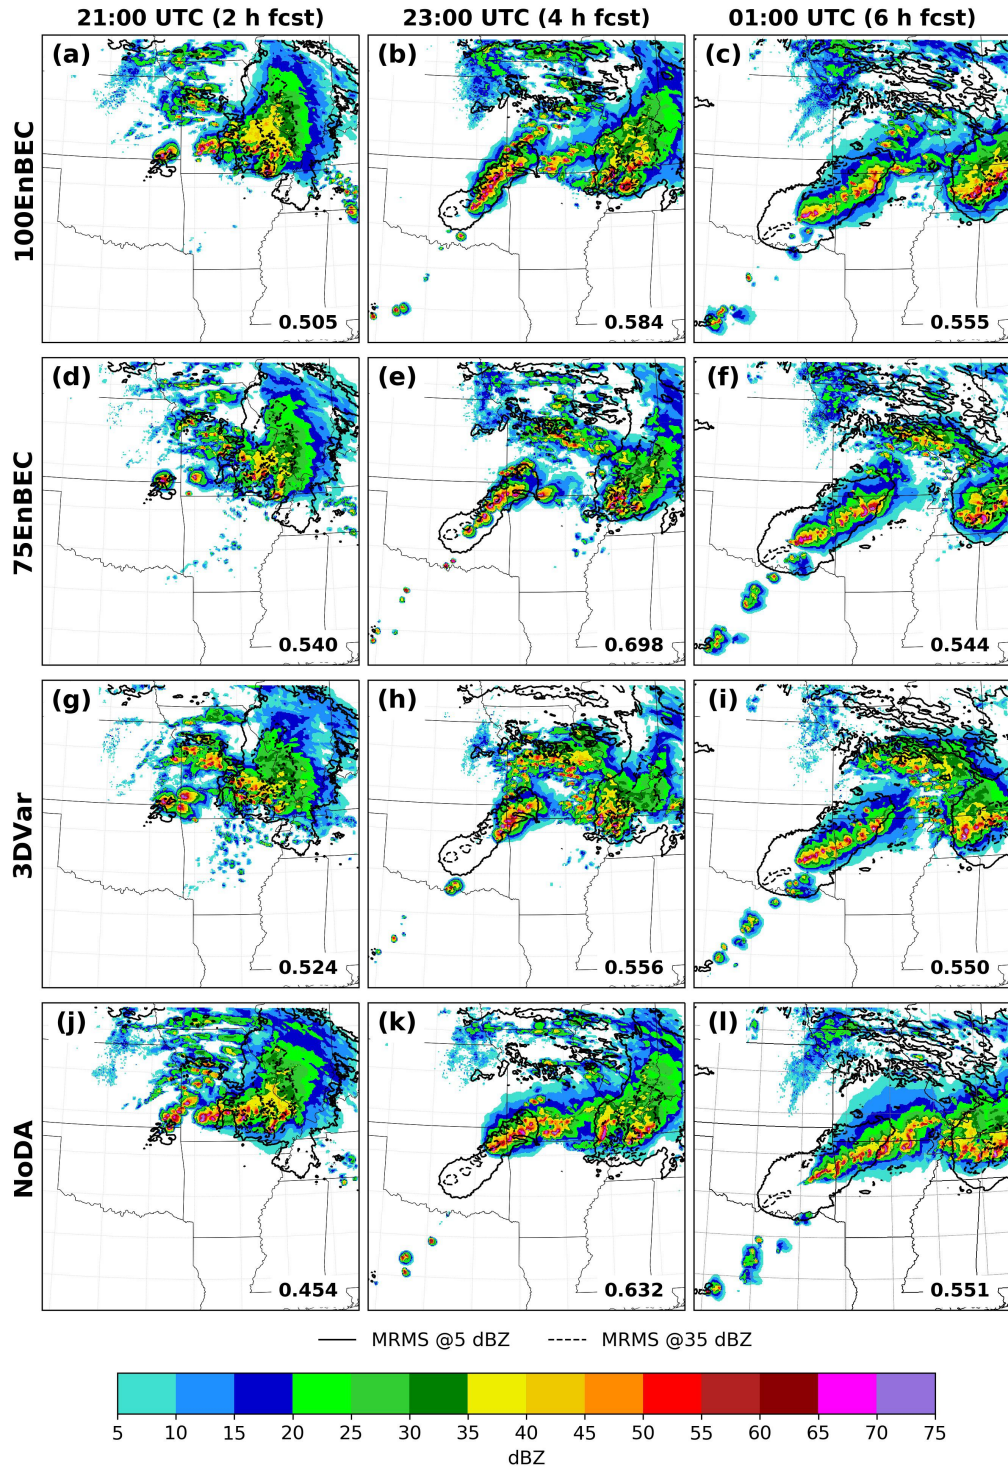 21:00 UTC (2 h fcst) 23:00 UTC (4 h fcst) 01:00 UTC (6 h fcst)
100EnBEC
(a) (b) (c)
0.505 0.584 0.555
75EnBEC
(d) (e) (f)
0.540 0.698 0.544
3DVar
(g) (h) (i)
0.524 0.556 0.550
NoDA
(j) (k) (l)
0.454 0.632 0.551
MRMS @5 dBZ MRMS @35 dBZ
5 10 15 20 25 30 35 40 45 50 55 60 65 70 75
dBZ